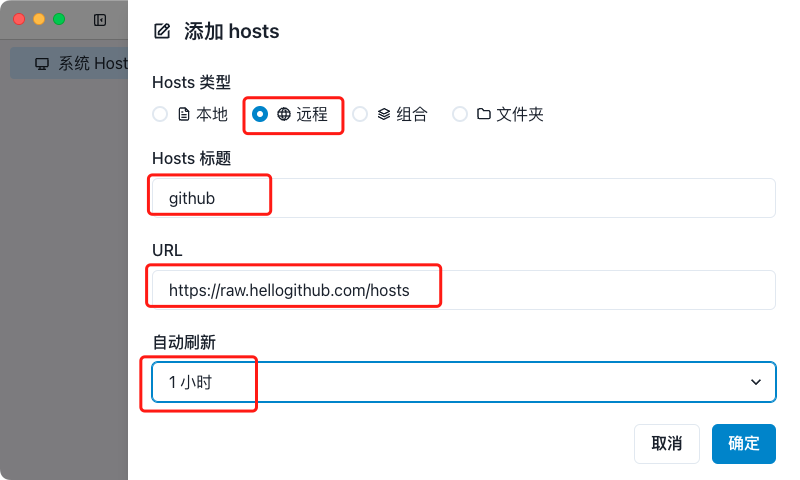 添加 hosts
系统 Host
Hosts 类型
本地 远程 组合 文件夹
Hosts 标题
github
URL
https://raw.hellogithub.com/hosts
自动刷新
1 小时
取消 确定